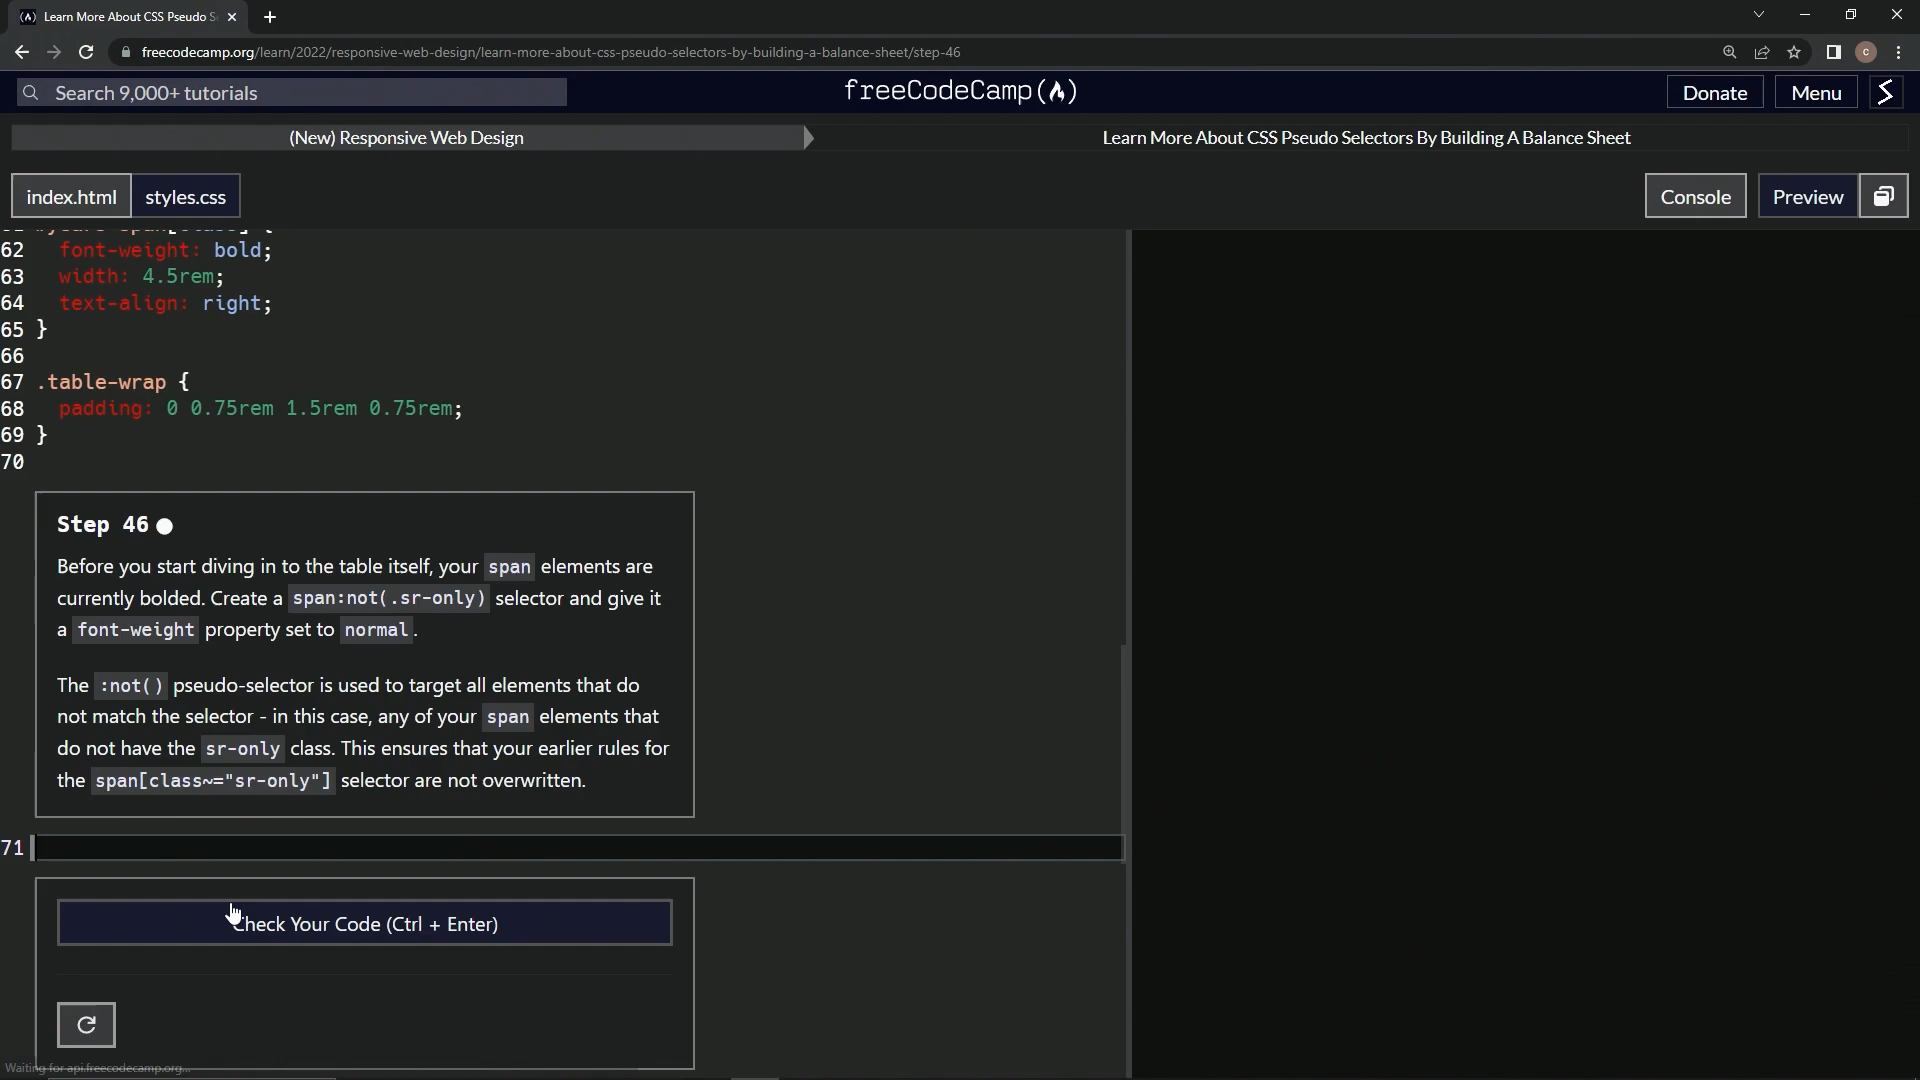 Learn More About CSS Pseudo S
freecodecamp.org/learn/2022/responsive-web-design/learn-more-about-css-pseudo-selectors-by-building-a-balance-sheet/step-46
c
Search 9,000+ tutorials
freeCodeCamp(🔥)
Donate
Menu
(New) Responsive Web Design
Learn More About CSS Pseudo Selectors By Building A Balance Sheet
index.html
styles.css
Console
Preview
62 font-weight: bold;
63 width: 4.5rem;
64 text-align: right;
65 }
66
67 .table-wrap {
68 padding: 0 0.75rem 1.5rem 0.75rem;
69 }
70
Step 46
Before you start diving in to the table itself, your span elements are
currently bolded. Create a span:not(.sr-only) selector and give it
a font-weight property set to normal.
The :not() pseudo-selector is used to target all elements that do
not match the selector - in this case, any of your span elements that
do not have the sr-only class. This ensures that your earlier rules for
the span[class~="sr-only"] selector are not overwritten.
71
Check Your Code (Ctrl + Enter)
Waiting for api.freecodecamp.org...